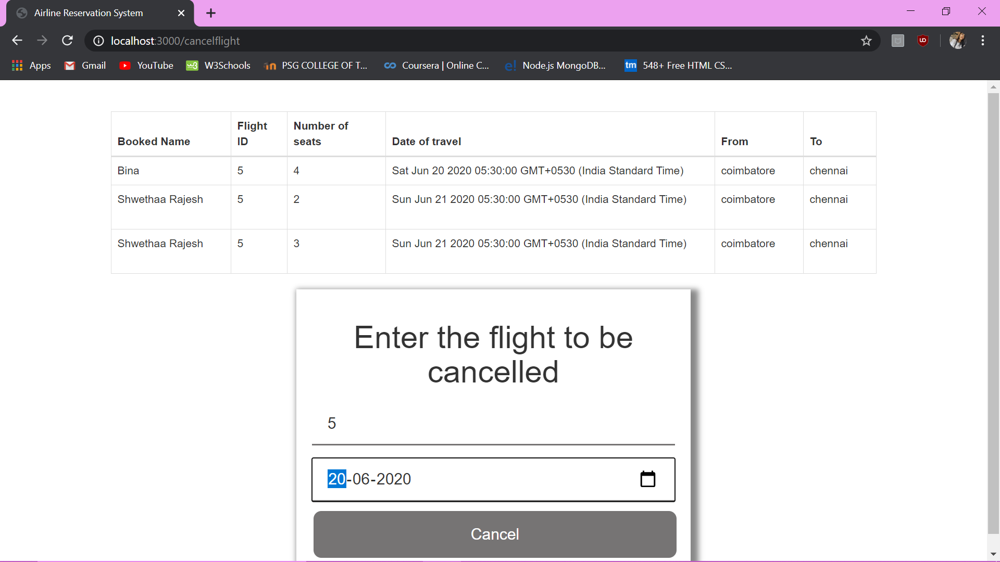 Airline Reservation System
localhost:3000/cancelflight
Apps Gmail YouTube W3Schools PSG COLLEGE OF T... Coursera | Online C... Node.js MongoDB... 548+ Free HTML CS...
Booked Name Flight ID Number of seats Date of travel From To
Bina 5 4 Sat Jun 20 2020 05:30:00 GMT+0530 (India Standard Time) coimbatore chennai
Shwethaa Rajesh 5 2 Sun Jun 21 2020 05:30:00 GMT+0530 (India Standard Time) coimbatore chennai
Shwethaa Rajesh 5 3 Sun Jun 21 2020 05:30:00 GMT+0530 (India Standard Time) coimbatore chennai
Enter the flight to be
cancelled
5
20-06-2020
Cancel